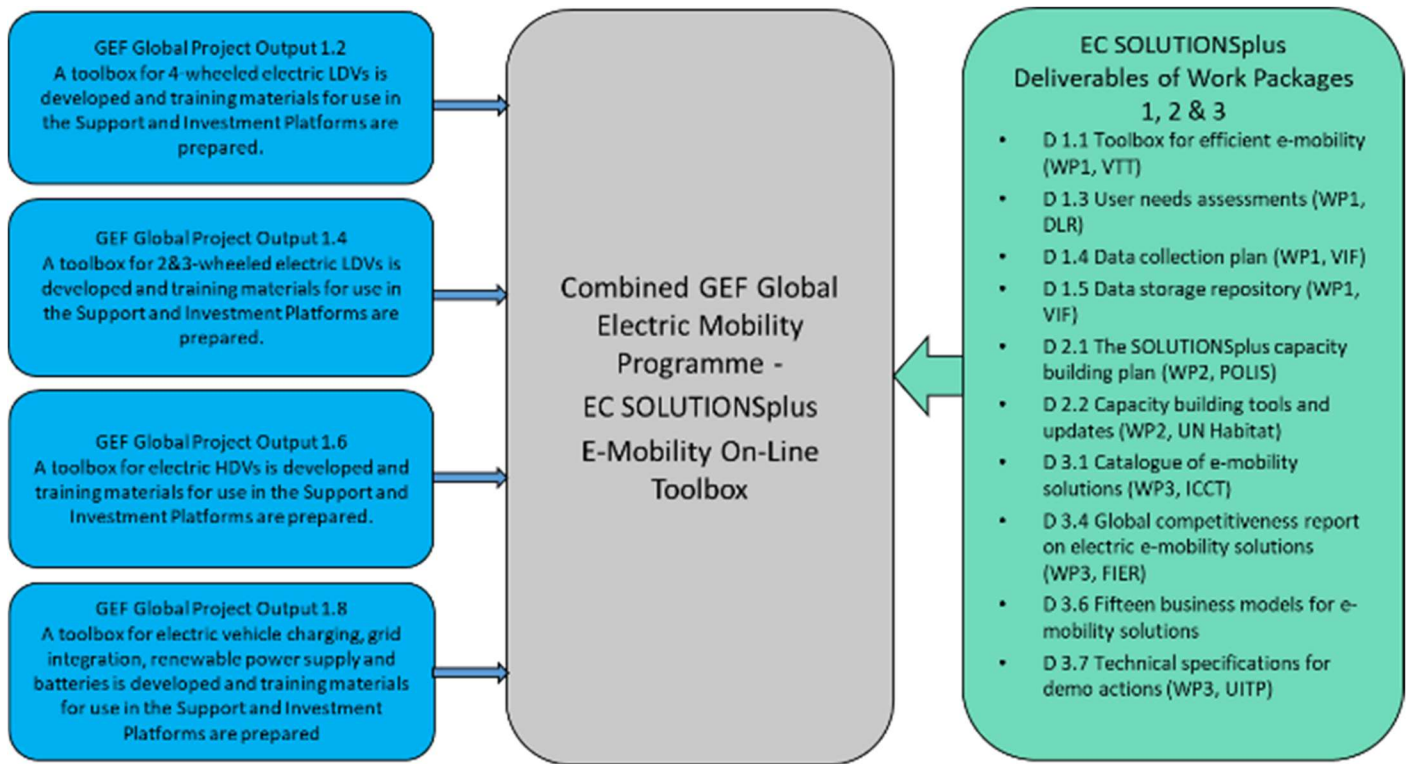 GEF Global Project Output 1.2
A toolbox for 4-wheeled electric LDVs is
developed and training materials for use in
the Support and Investment Platforms are
prepared.
GEF Global Project Output 1.4
A toolbox for 2&3-wheeled electric LDVs is
developed and training materials for use in
the Support and Investment Platforms are
prepared.
GEF Global Project Output 1.6
A toolbox for electric HDVs is developed and
training materials for use in the Support and
Investment Platforms are prepared.
GEF Global Project Output 1.8
A toolbox for electric vehicle charging, grid
integration, renewable power supply and
batteries is developed and training materials
for use in the Support and Investment
Platforms are prepared
Combined GEF Global
Electric Mobility
Programme -
EC SOLUTIONSplus
E-Mobility On-Line
Toolbox
EC SOLUTIONSplus
Deliverables of Work Packages
1, 2 & 3
• D 1.1 Toolbox for efficient e-mobility
(WP1, VTT)
• D 1.3 User needs assessments (WP1,
DLR)
• D 1.4 Data collection plan (WP1, VIF)
• D 1.5 Data storage repository (WP1,
VIF)
• D 2.1 The SOLUTIONSplus capacity
building plan (WP2, POLIS)
• D 2.2 Capacity building tools and
updates (WP2, UN Habitat)
• D 3.1 Catalogue of e-mobility
solutions (WP3, ICCT)
• D 3.4 Global competitiveness report
on electric e-mobility solutions
(WP3, FIER)
• D 3.6 Fifteen business models for e-
mobility solutions
• D 3.7 Technical specifications for
demo actions (WP3, UITP)